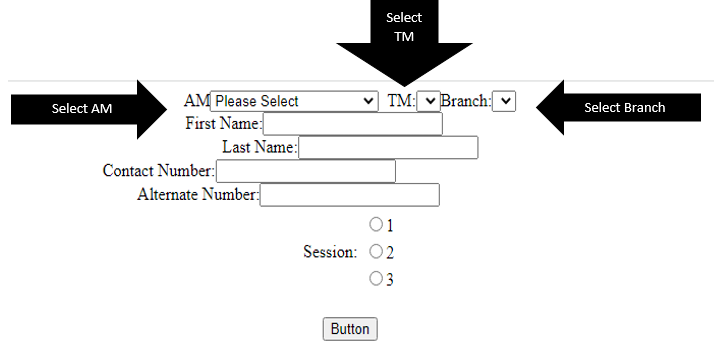 Select
TM
Select AM
AM Please Select TM: Branch:
Select Branch
First Name:
Last Name:
Contact Number:
Alternate Number:
1
Session: 2
3
Button